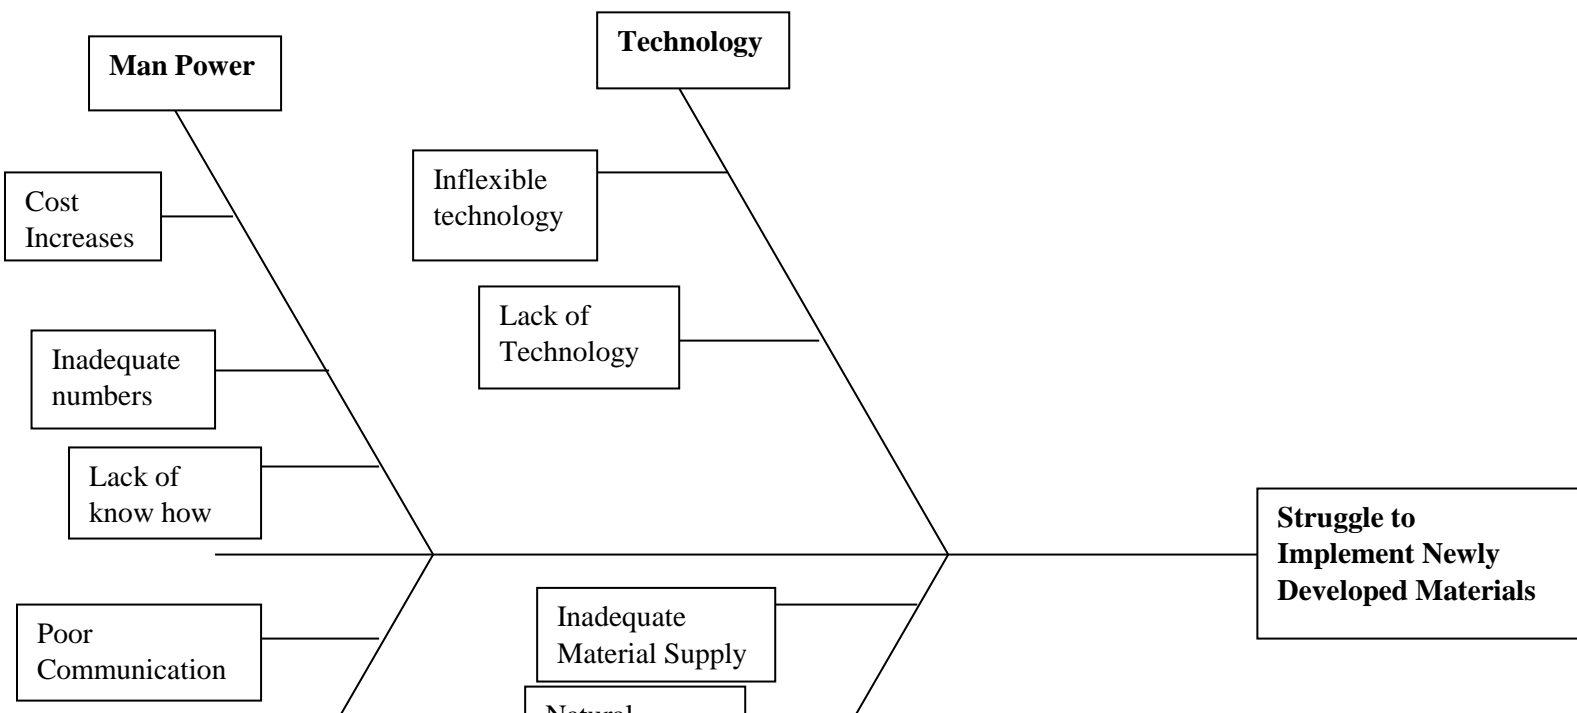 Man Power
Technology
Cost
Increases
Inflexible
technology
Lack of
Technology
Inadequate
numbers
Lack of
know how
Struggle to
Implement Newly
Developed Materials
Poor
Communication
Inadequate
Material Supply
Natural